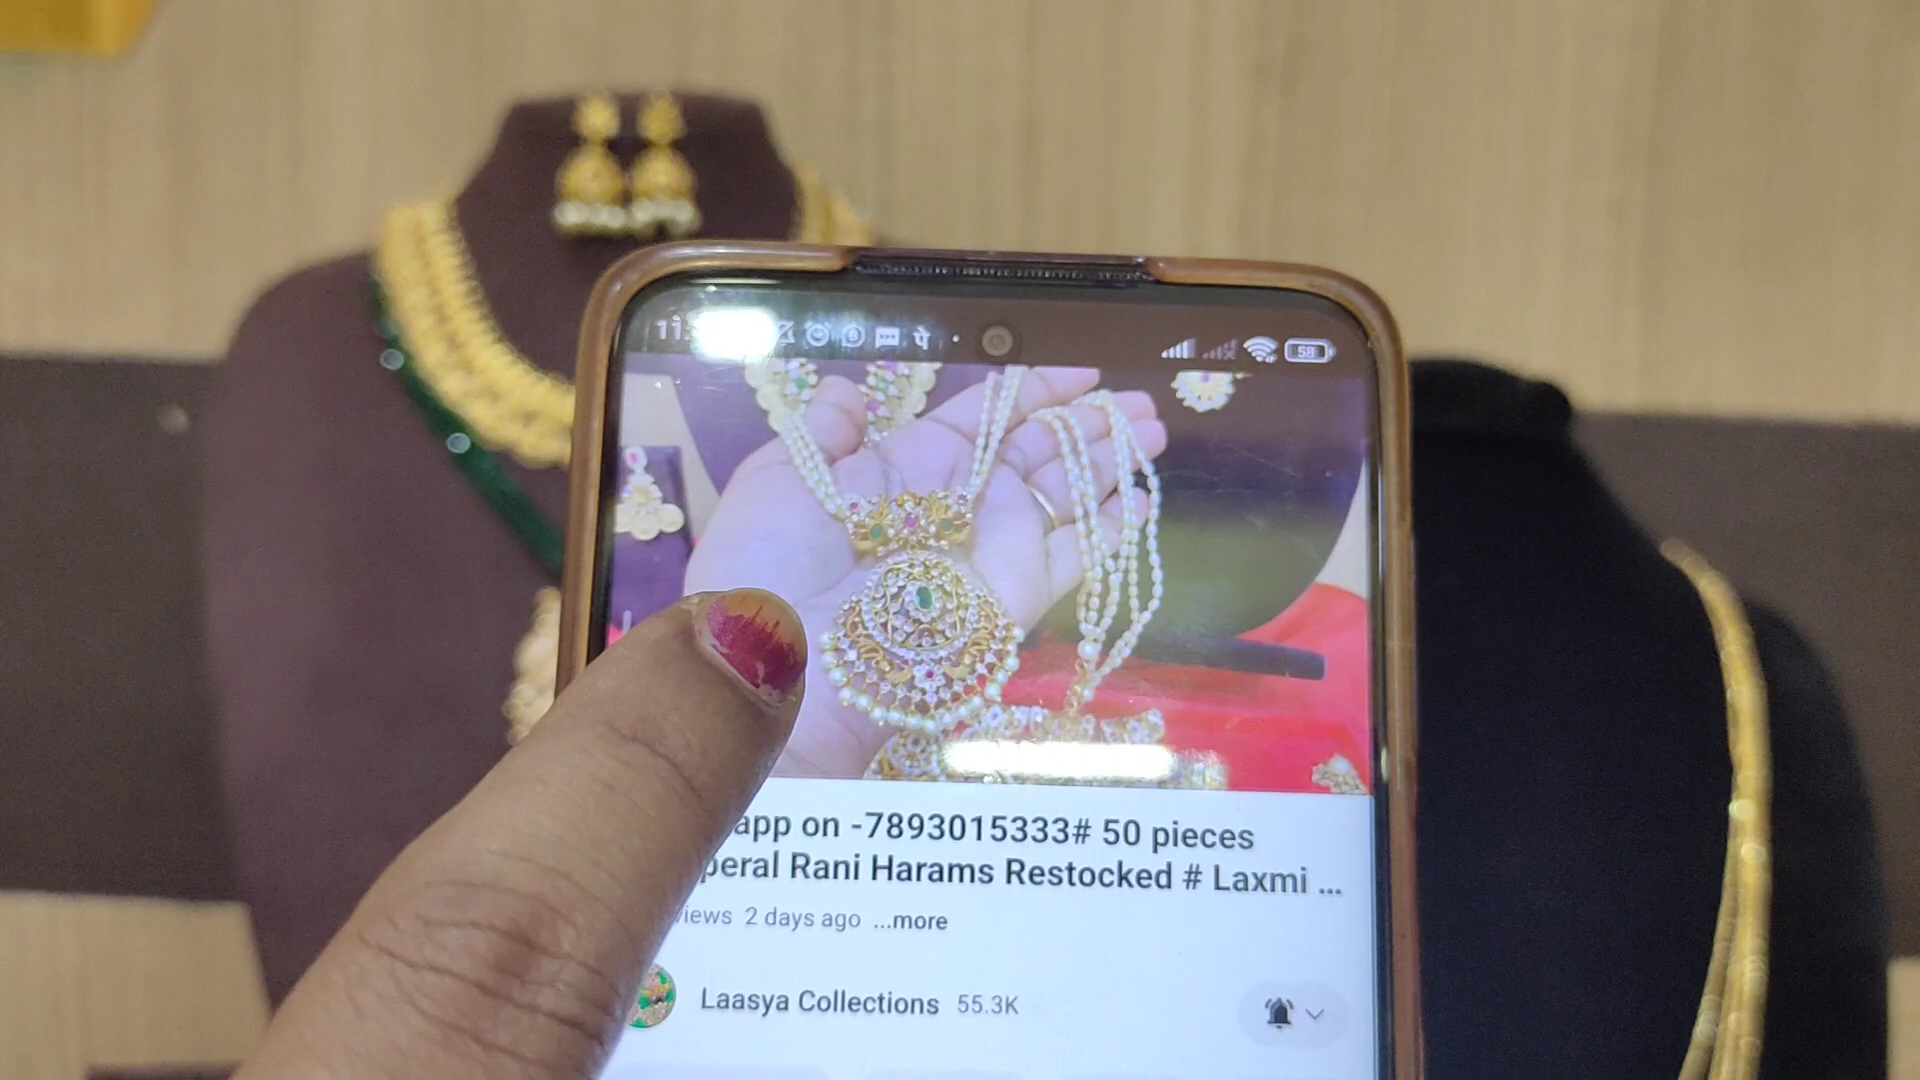 58
app on -7893015333# 50 pieces
peral Rani Harams Restocked # Laxmi ...
views 2 days ago ...more
Laasya Collections 55.3K